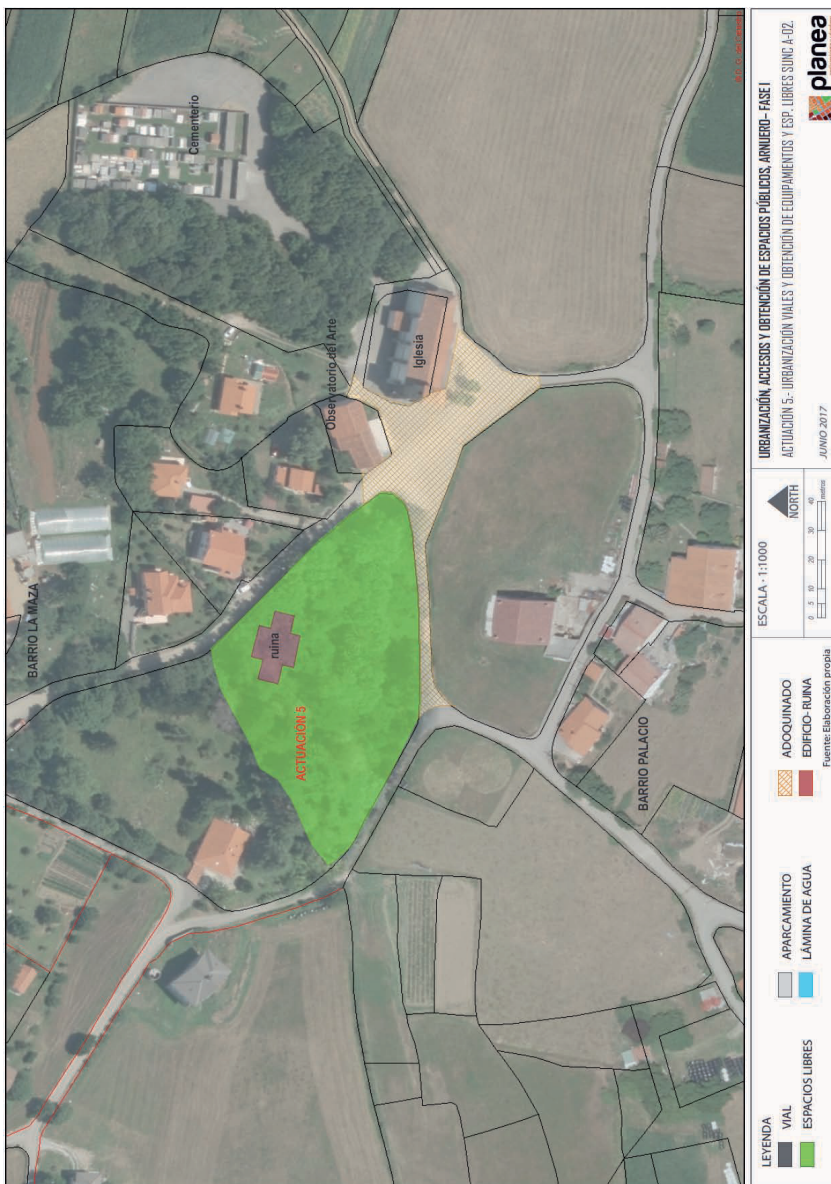 BARRIO LA MAZA
Cementerio
Observatorio del Arte
Iglesia
ruina
ACTUACIÓN 5
BARRIO PALACIO
LEYENDA
VIAL
APARCAMIENTO
ADOQUINADO
ESPACIOS LIBRES
LÁMINA DE AGUA
EDIFICIO- RUINA
Fuente: Elaboración propia
ESCALA - 1:1000
NORTH
0 5 10 20 30 40
metros
URBANIZACIÓN, ACCESOS Y OBTENCIÓN DE ESPACIOS PÚBLICOS, ARNUERO- FASE I
ACTUACIÓN 5.- URBANIZACIÓN VIALES Y OBTENCIÓN DE EQUIPAMIENTOS Y ESP. LIBRES SUNC A-02.
JUNIO 2017
planea